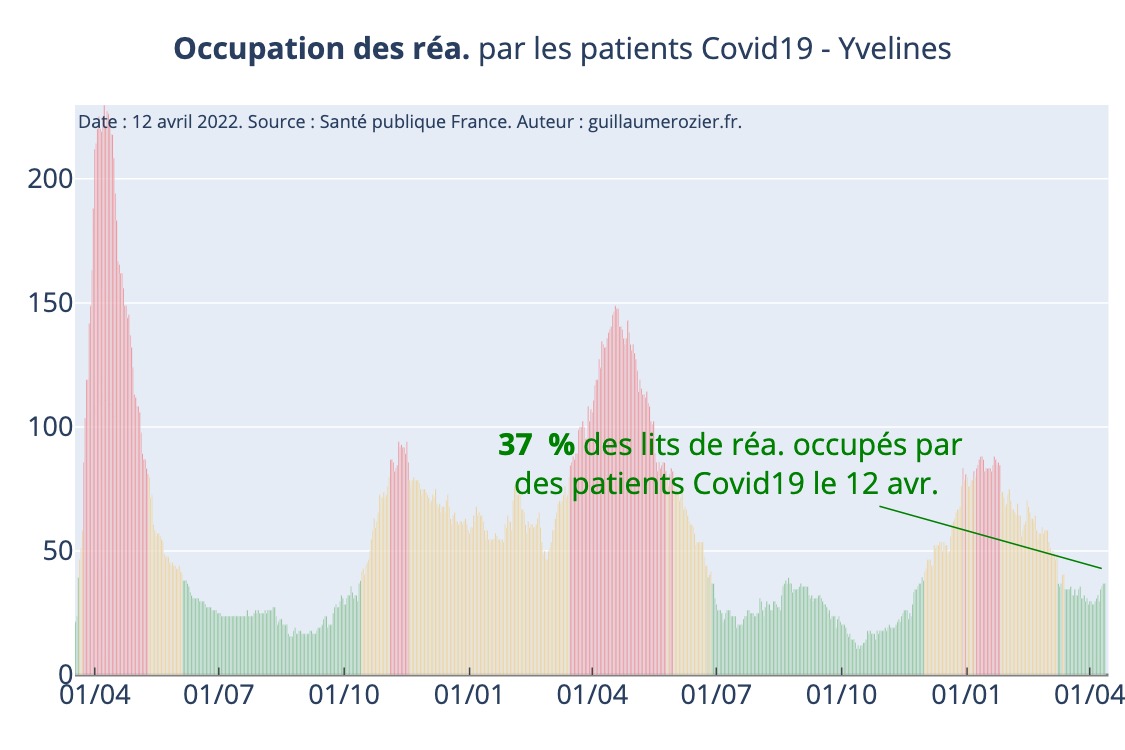 Occupation des réa. par les patients Covid19 - Yvelines
Date : 12 avril 2022. Source : Santé publique France. Auteur : guillaumerozier.fr.
200
150
100
50
0
37 % des lits de réa. occupés par
des patients Covid19 le 12 avr.
01/04 01/07 01/10 01/01 01/04 01/07 01/10 01/01 01/04